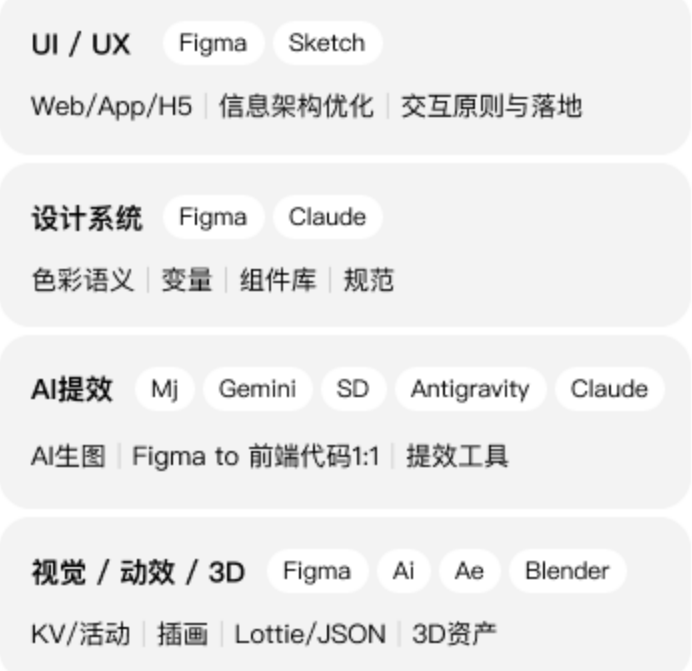 UI / UX Figma Sketch
Web/App/H5 | 信息架构优化 | 交互原则与落地
设计系统 Figma Claude
色彩语义 | 变量 | 组件库 | 规范
AI提效 Mj Gemini SD Antigravity Claude
AI生图 | Figma to 前端代码1:1 | 提效工具
视觉 / 动效 / 3D Figma Ai Ae Blender
KV/活动 | 插画 | Lottie/JSON | 3D资产